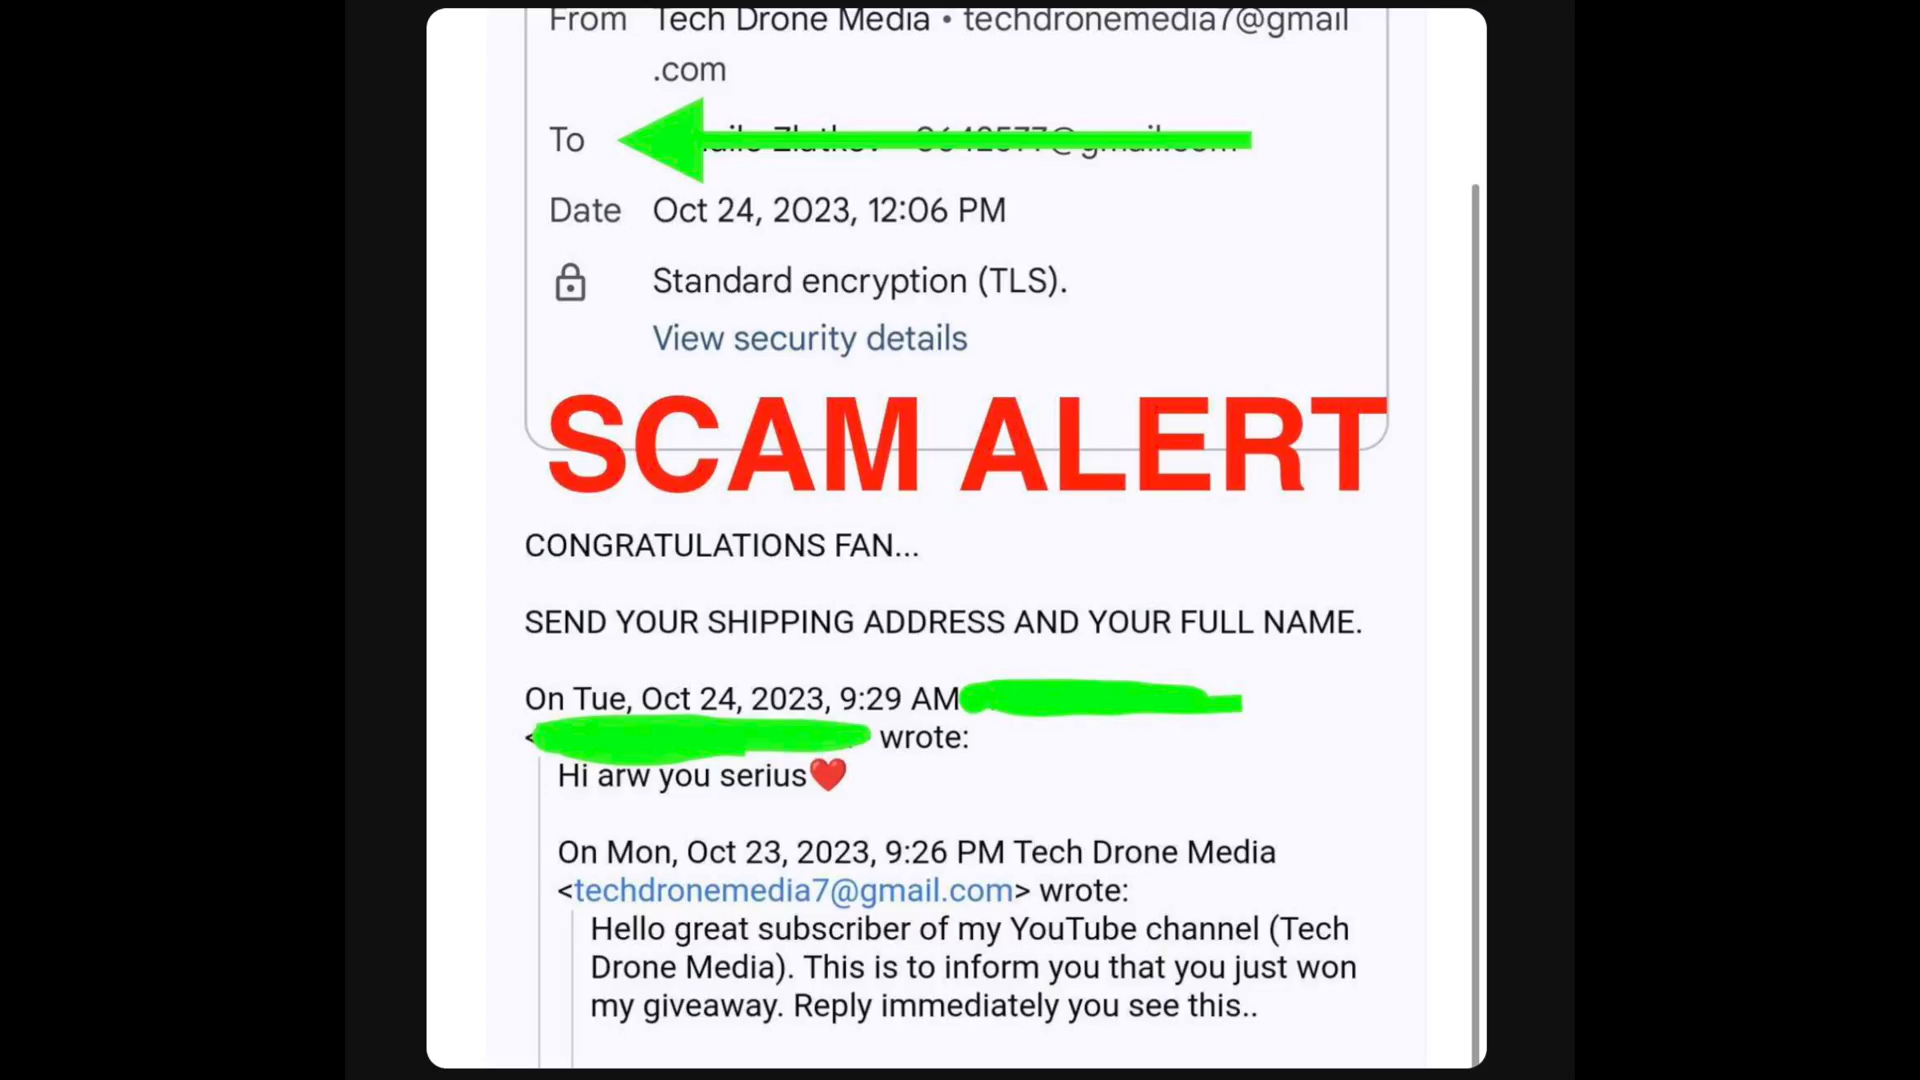 From Tech Drone Media • techdronemedia7@gmail
.com
To
Date Oct 24, 2023, 12:06 PM
Standard encryption (TLS).
View security details
SCAM ALERT
CONGRATULATIONS FAN...
SEND YOUR SHIPPING ADDRESS AND YOUR FULL NAME.
On Tue, Oct 24, 2023, 9:29 AM
< wrote:
Hi arw you serius❤️
On Mon, Oct 23, 2023, 9:26 PM Tech Drone Media
<techdronemedia7@gmail.com> wrote:
Hello great subscriber of my YouTube channel (Tech
Drone Media). This is to inform you that you just won
my giveaway. Reply immediately you see this..